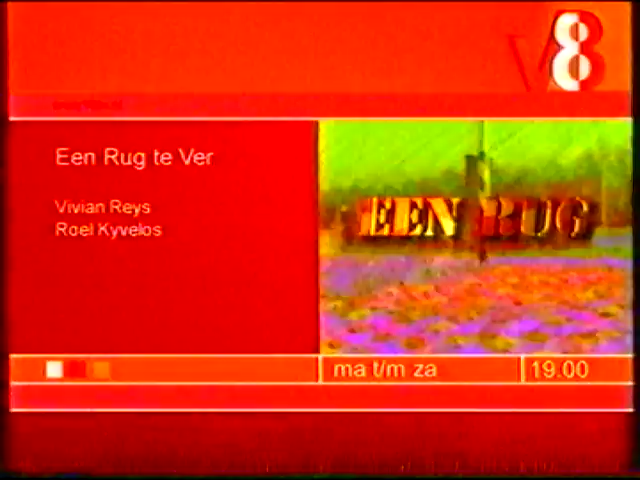 V8
Een Rug te Ver
Vivian Reys
Roel Kyvelos
EEN RUG
ma t/m za
19.00